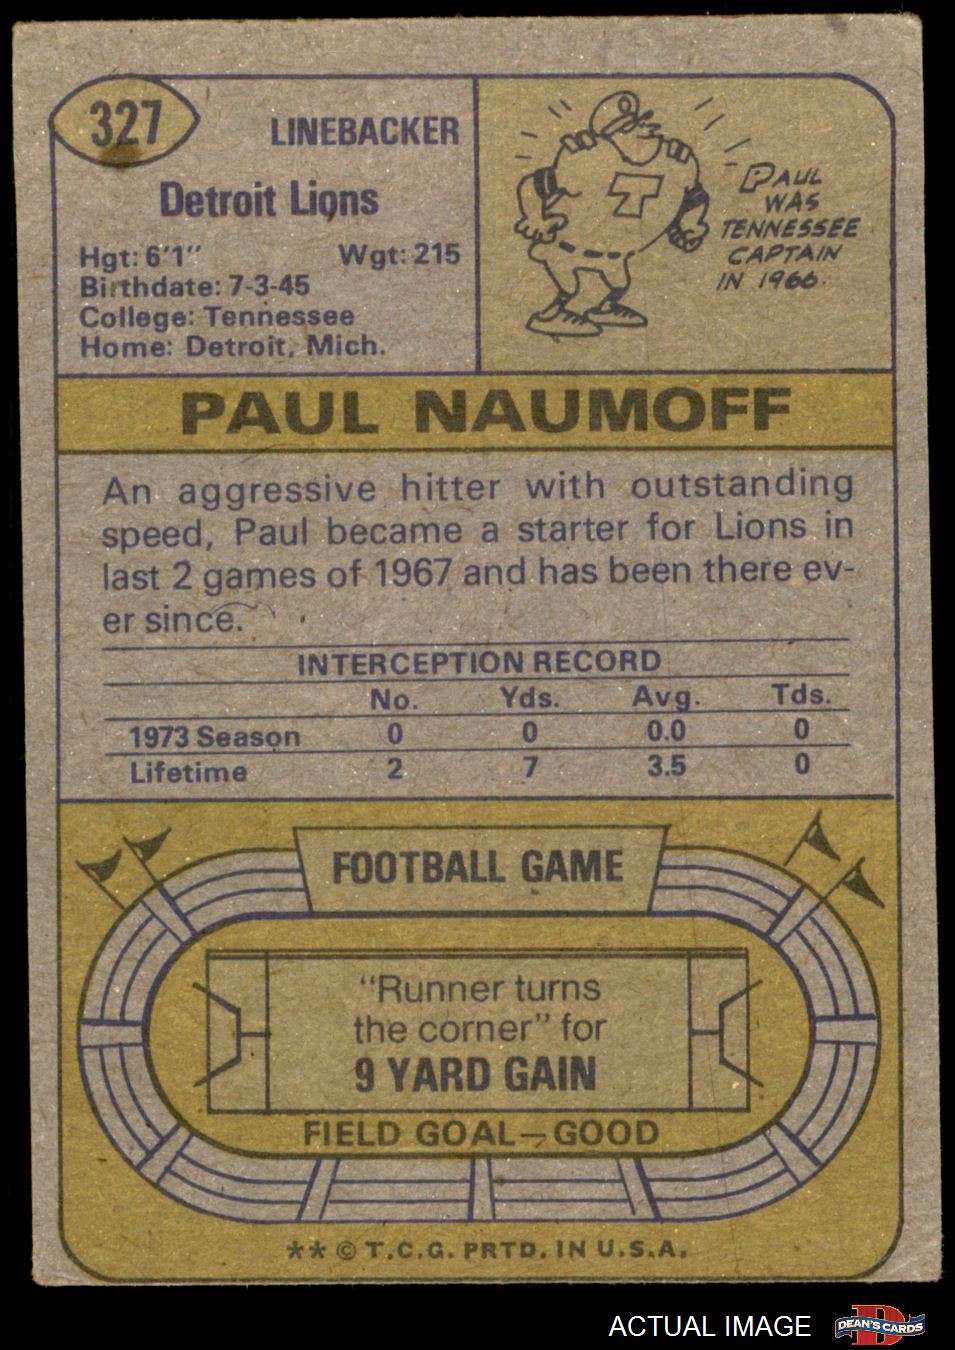 327
LINEBACKER
Detroit Lions
Hgt: 6'1"
Wgt: 215
Birthdate: 7-3-45
College: Tennessee
Home: Detroit, Mich.
T
PAUL
WAS
TENNESSEE
CAPTAIN
IN 1966.
PAUL NAUMOFF
An aggressive hitter with outstanding
speed, Paul became a starter for Lions in
last 2 games of 1967 and has been there ev-
er since.
INTERCEPTION RECORD
No. Yds. Avg. Tds.
1973 Season 0 0 0.0 0
Lifetime 2 7 3.5 0
FOOTBALL GAME
"Runner turns
the corner" for
9 YARD GAIN
FIELD GOAL—GOOD
** © T.C.G. PRTD. IN U.S.A.
ACTUAL IMAGE
D
DEAN'S CARDS